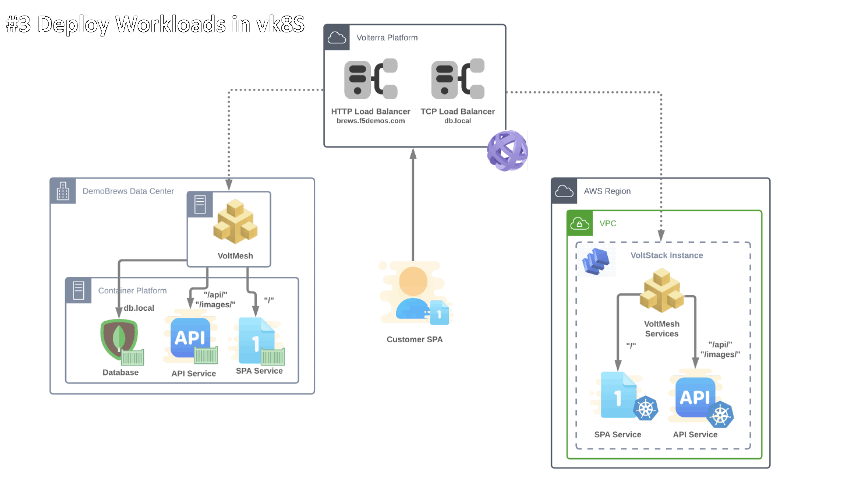 #3 Deploy Workloads in vk8S
Volterra Platform
HTTP Load Balancer
brews.f5demos.com
TCP Load Balancer
db.local
DemoBrews Data Center
VoltMesh
Container Platform
db.local
"/api/"
"/images/"
"/"
API
1
Database
API Service
SPA Service
1
Customer SPA
AWS Region
VPC
VoltStack Instance
VoltMesh
Services
"/"
"/api/"
"/images/"
1
API
SPA Service
API Service